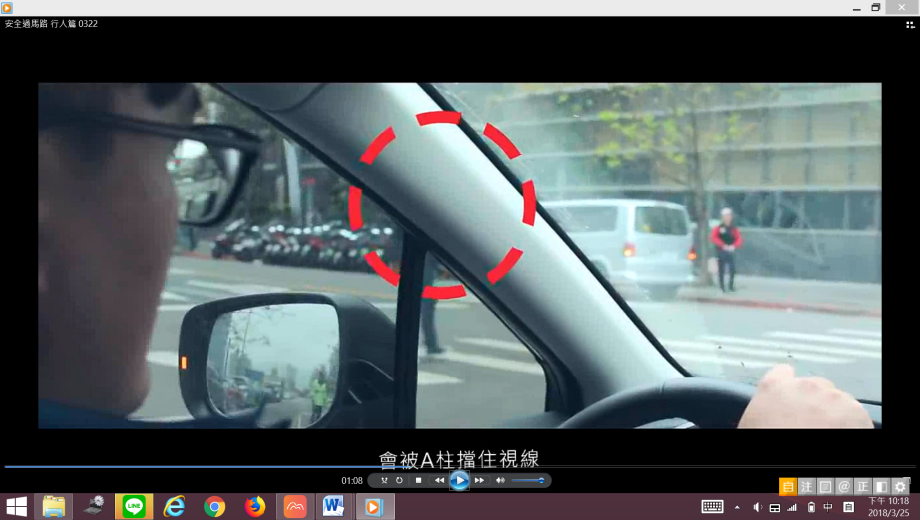 安全過馬路 行人篇 0322
會被A柱擋住視線
01:08
自 注 @ 正
LINE
W
中
下午 10:18
2018/3/25